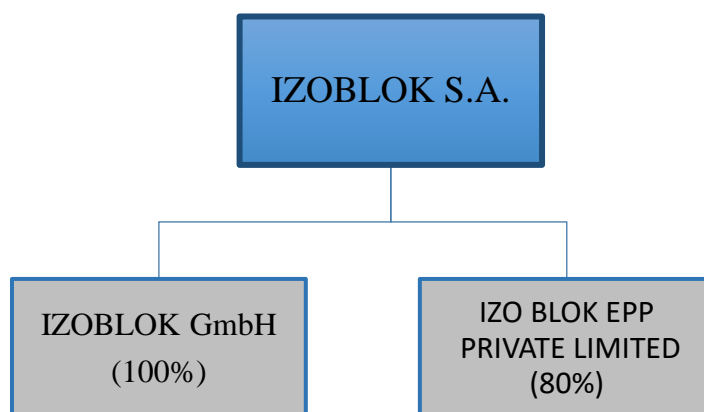 IZOBLOK S.A.
IZOBLOK GmbH
(100%)
IZO BLOK EPP
PRIVATE LIMITED
(80%)